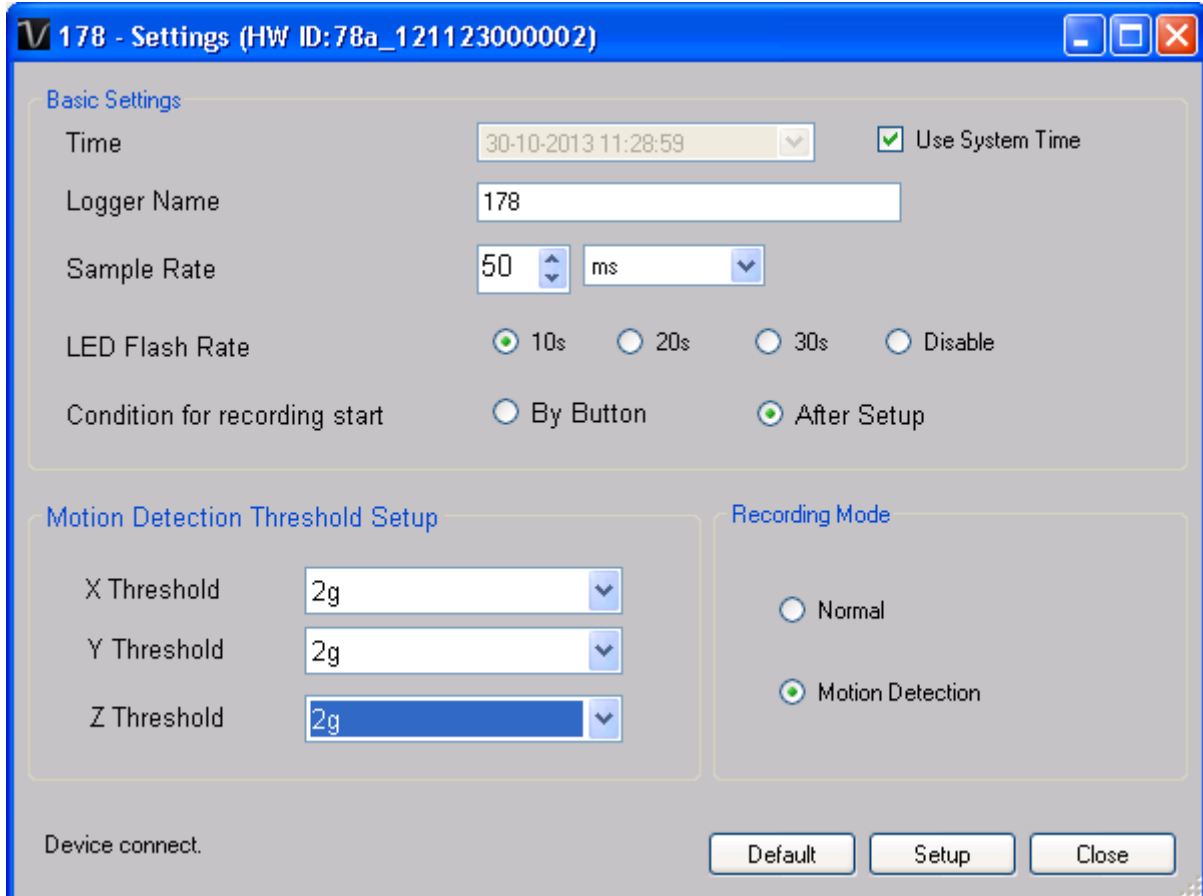 178 - Settings (HW ID:78a_121123000002)
Basic Settings
Time 30-10-2013 11:28:59 Use System Time
Logger Name 178
Sample Rate 50 ms
LED Flash Rate 10s 20s 30s Disable
Condition for recording start By Button After Setup
Motion Detection Threshold Setup
X Threshold 2g
Y Threshold 2g
Z Threshold 2g
Recording Mode
Normal
Motion Detection
Device connect.
Default Setup Close